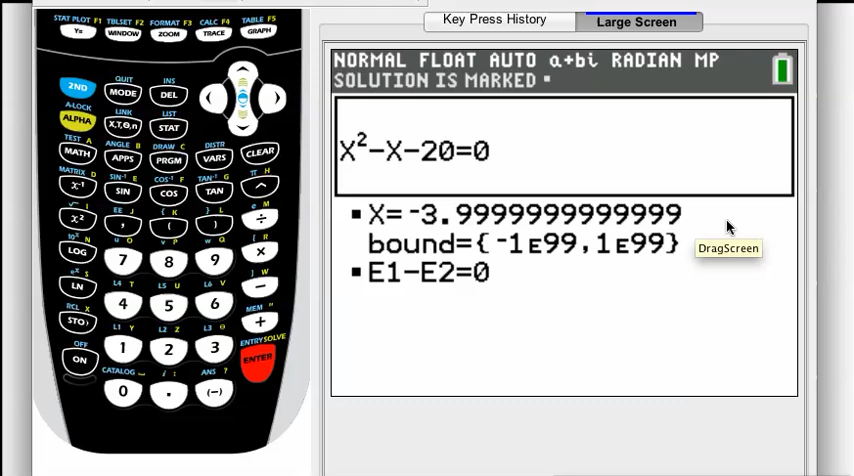 Key Press History
Large Screen
STAT PLOT F1 TBLSET F2 FORMAT F3 CALC F4 TABLE F5
Y= WINDOW ZOOM TRACE GRAPH
QUIT INS
2ND MODE DEL
A-LOCK LINK LIST
ALPHA X,T,Θ,n STAT
TEST A ANGLE B DRAW C DISTR
MATH APPS PRGM VARS CLEAR
MATRIX D SIN⁻¹ E COS⁻¹ F TAN⁻¹ G π H
x⁻¹ SIN COS TAN ^
√ I EE J { K } L e M
x² , ( ) ÷
10ˣ N u O v P w Q [ R
LOG 7 8 9 ×
eˣ S L4 T L5 U L6 V ] W
LN 4 5 6 −
RCL X L1 Y L2 Z L3 θ MEM "
STO› 1 2 3 +
OFF CATALOG i : ANS ? ENTRY SOLVE
ON 0 . (−) ENTER
NORMAL FLOAT AUTO a+bi RADIAN MP
SOLUTION IS MARKED ▪
X²−X−20=0
▪ X=⁻3.9999999999999
bound={⁻1ᴇ99,1ᴇ99}
▪ E1−E2=0
DragScreen